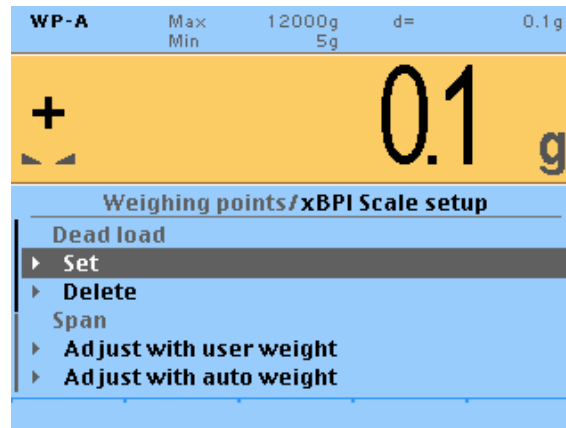 WP-A Max 12000g d= 0.1g
Min 5g
+ 0.1 g
Weighing points/xBPI Scale setup
Dead load
Set
Delete
Span
Adjust with user weight
Adjust with auto weight